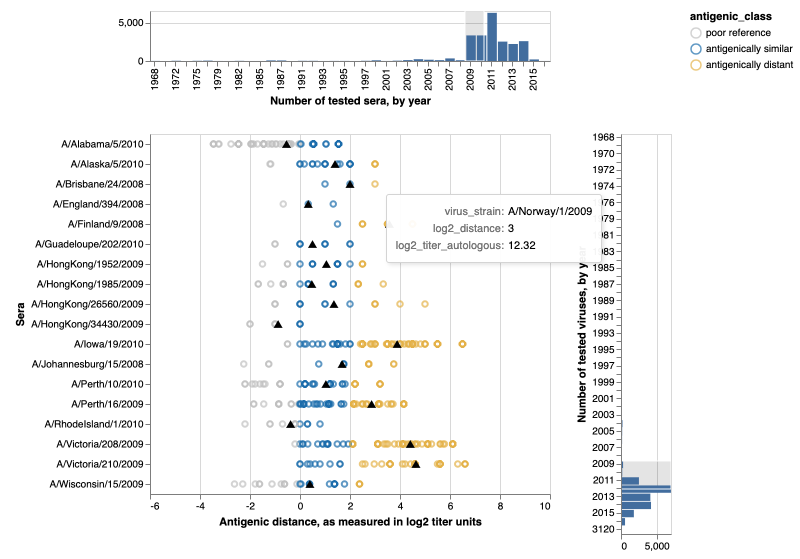 antigenic_class
poor reference
antigenically similar
antigenically distant
5,000
0
1968
1972
1975
1979
1982
1985
1987
1991
1993
1995
1997
2001
2003
2005
2007
2009
2011
2013
2015
Number of tested sera, by year
Sera
A/Alabama/5/2010
A/Alaska/5/2010
A/Brisbane/24/2008
A/England/394/2008
A/Finland/9/2008
A/Guadeloupe/202/2010
A/HongKong/1952/2009
A/HongKong/1985/2009
A/HongKong/26560/2009
A/HongKong/34430/2009
A/Iowa/19/2010
A/Johannesburg/15/2008
A/Perth/10/2010
A/Perth/16/2009
A/RhodeIsland/1/2010
A/Victoria/208/2009
A/Victoria/210/2009
A/Wisconsin/15/2009
-6
-4
-2
0
2
4
6
8
10
Antigenic distance, as measured in log2 titer units
virus_strain: A/Norway/1/2009
log2_distance: 3
log2_titer_autologous: 12.32
Number of tested viruses, by year
1968
1970
1972
1974
1976
1979
1981
1983
1985
1987
1989
1991
1993
1995
1997
1999
2001
2003
2005
2007
2009
2011
2013
2015
3120
0
5,000